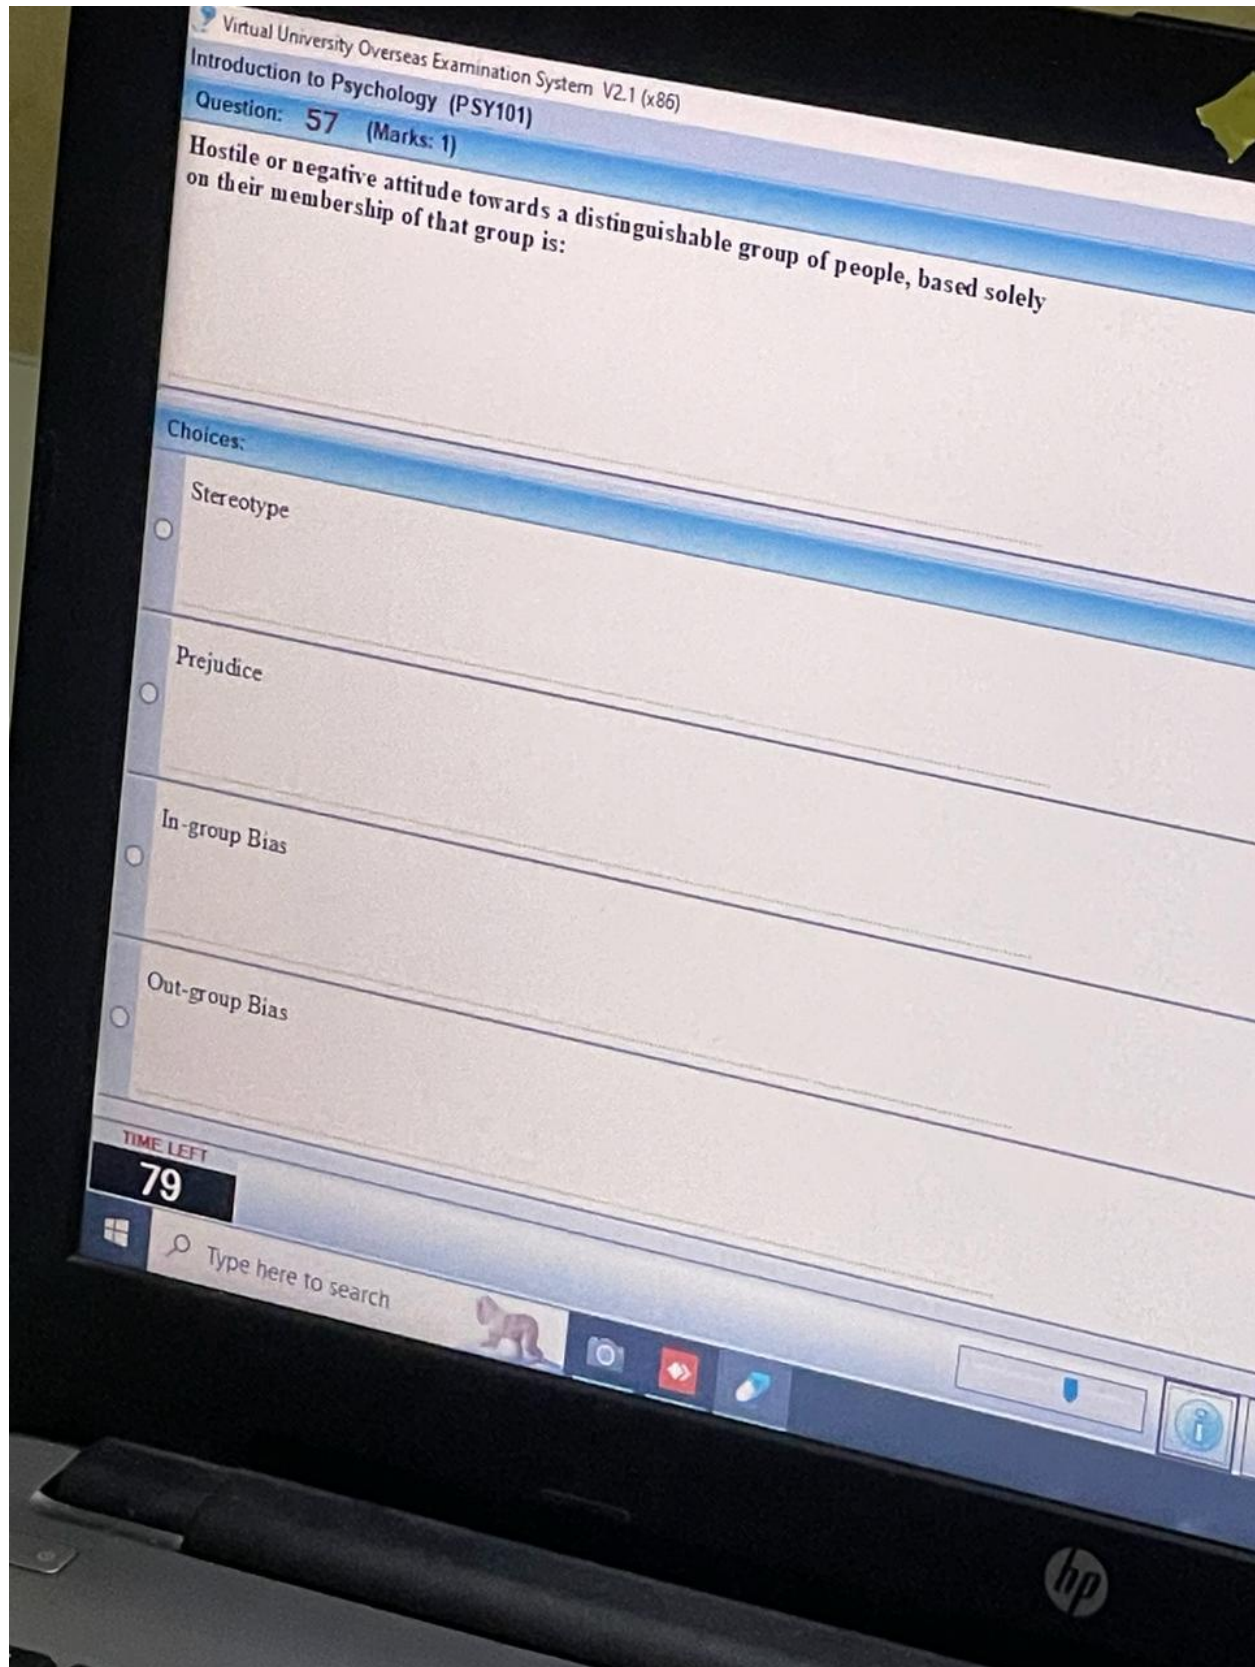 Virtual University Overseas Examination System V2.1 (x86)
Introduction to Psychology (PSY101)
Question: 57 (Marks: 1)
Hostile or negative attitude towards a distinguishable group of people, based solely
on their membership of that group is:
Choices:
Stereotype
Prejudice
In-group Bias
Out-group Bias
TIME LEFT
79
Type here to search
hp